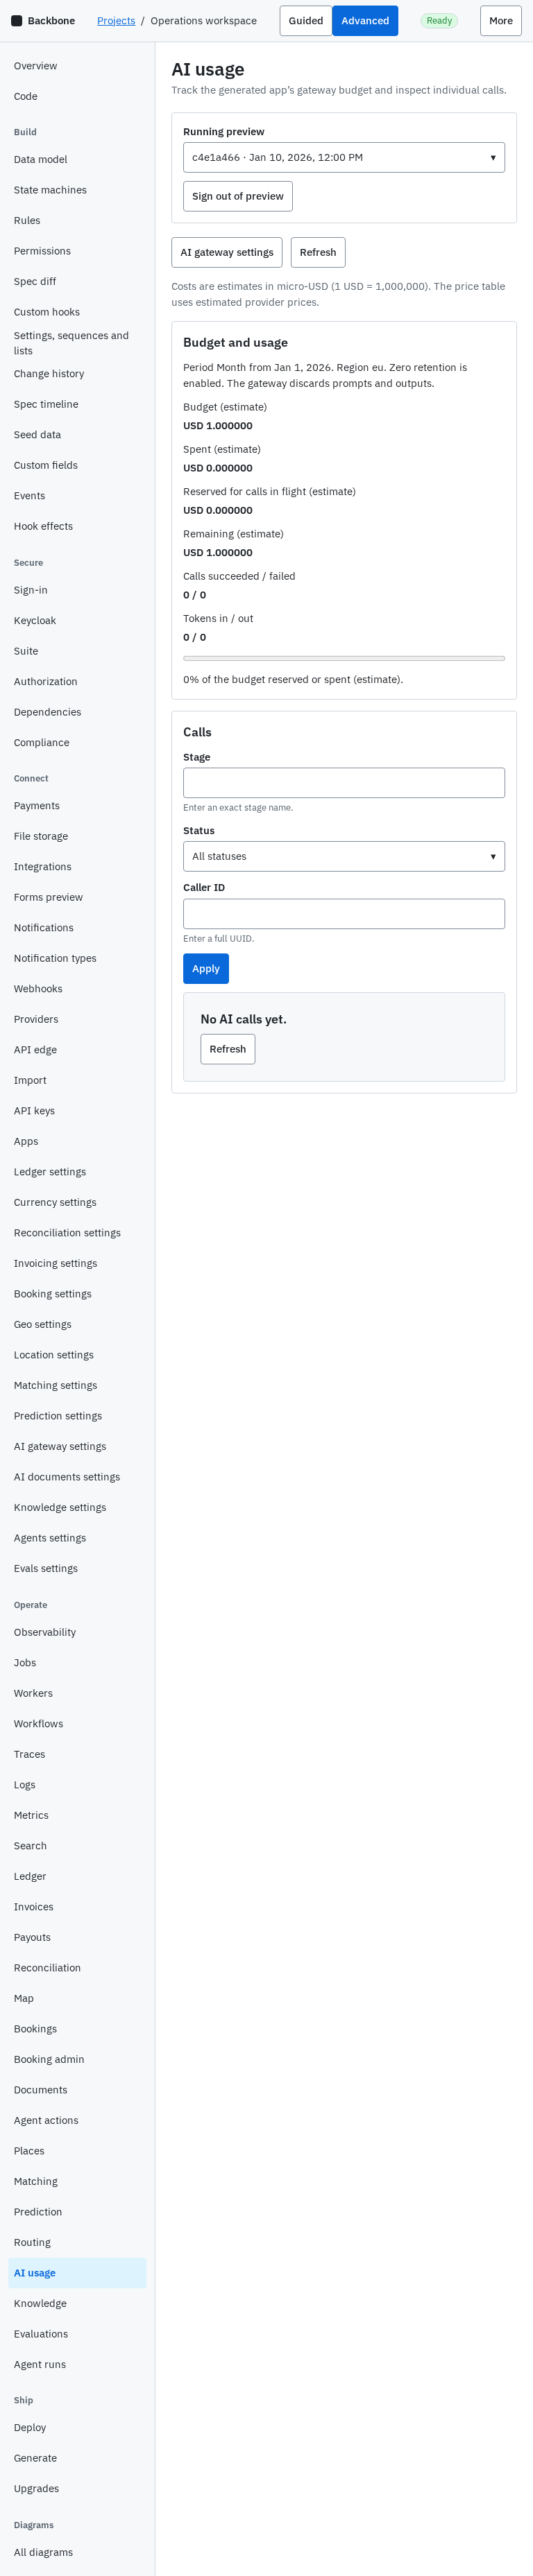 Backbone
Projects / Operations workspace
Guided
Advanced
Ready
More
Overview
Code
Build
Data model
State machines
Rules
Permissions
Spec diff
Custom hooks
Settings, sequences and
lists
Change history
Spec timeline
Seed data
Custom fields
Events
Hook effects
Secure
Sign-in
Keycloak
Suite
Authorization
Dependencies
Compliance
Connect
Payments
File storage
Integrations
Forms preview
Notifications
Notification types
Webhooks
Providers
API edge
Import
API keys
Apps
Ledger settings
Currency settings
Reconciliation settings
Invoicing settings
Booking settings
Geo settings
Location settings
Matching settings
Prediction settings
AI gateway settings
AI documents settings
Knowledge settings
Agents settings
Evals settings
Operate
Observability
Jobs
Workers
Workflows
Traces
Logs
Metrics
Search
Ledger
Invoices
Payouts
Reconciliation
Map
Bookings
Booking admin
Documents
Agent actions
Places
Matching
Prediction
Routing
AI usage
Knowledge
Evaluations
Agent runs
Ship
Deploy
Generate
Upgrades
Diagrams
All diagrams
AI usage
Track the generated app’s gateway budget and inspect individual calls.
Running preview
c4e1a466 · Jan 10, 2026, 12:00 PM
Sign out of preview
AI gateway settings
Refresh
Costs are estimates in micro-USD (1 USD = 1,000,000). The price table
uses estimated provider prices.
Budget and usage
Period Month from Jan 1, 2026. Region eu. Zero retention is
enabled. The gateway discards prompts and outputs.
Budget (estimate)
USD 1.000000
Spent (estimate)
USD 0.000000
Reserved for calls in flight (estimate)
USD 0.000000
Remaining (estimate)
USD 1.000000
Calls succeeded / failed
0 / 0
Tokens in / out
0 / 0
0% of the budget reserved or spent (estimate).
Calls
Stage
Enter an exact stage name.
Status
All statuses
Caller ID
Enter a full UUID.
Apply
No AI calls yet.
Refresh